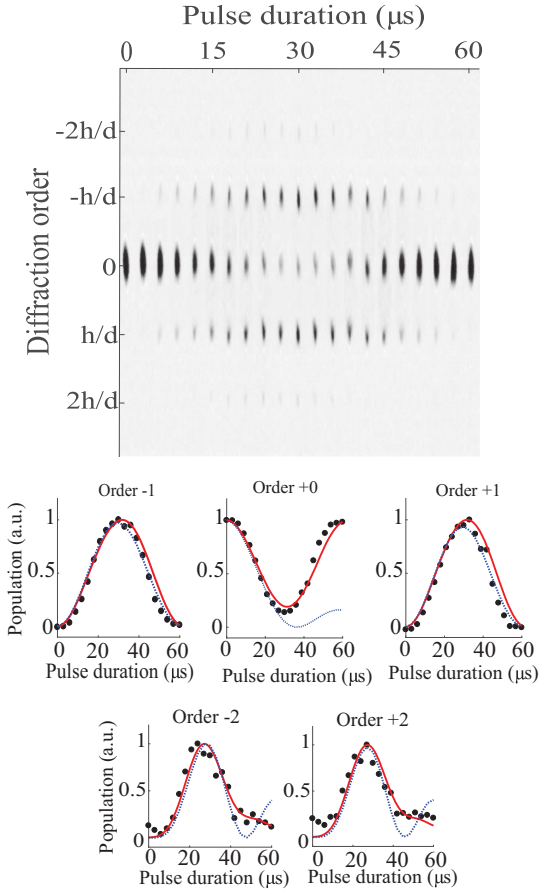 Pulse duration (μs)
0 15 30 45 60
Diffraction order
-2h/d
-h/d
0
h/d
2h/d
Order -1
Order +0
Order +1
Population (a.u.)
1
0.5
0
0 20 40 60
Pulse duration (μs)
1
0.5
0
0 20 40 60
Pulse duration (μs)
1
0.5
0
0 20 40 60
Pulse duration (μs)
Order -2
Order +2
Population (a.u.)
1
0.5
0
0 20 40 60
Pulse duration (μs)
1
0.5
0
0 20 40 60
Pulse duration (μs)